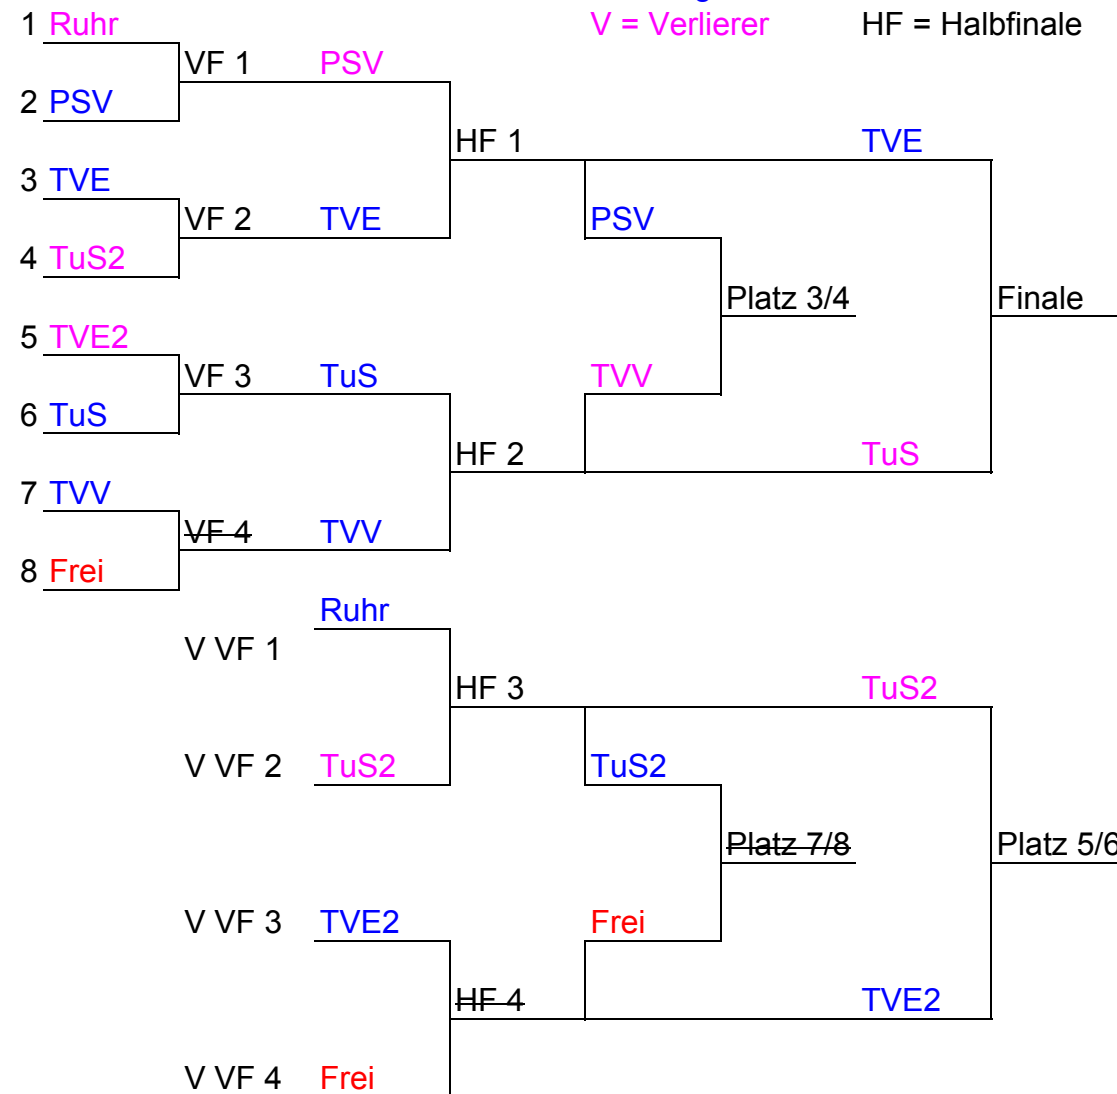 1 Ruhr V = Verlierer HF = Halbfinale
VF 1 PSV
2 PSV
HF 1 TVE
3 TVE
VF 2 TVE PSV
4 TuS2
Platz 3/4 Finale
5 TVE2
VF 3 TuS TVV
6 TuS
HF 2 TuS
7 TVV
VF 4 TVV
8 Frei
Ruhr
V VF 1
HF 3 TuS2
V VF 2 TuS2 TuS2
Platz 7/8 Platz 5/6
V VF 3 TVE2 Frei
HF 4 TVE2
V VF 4 Frei